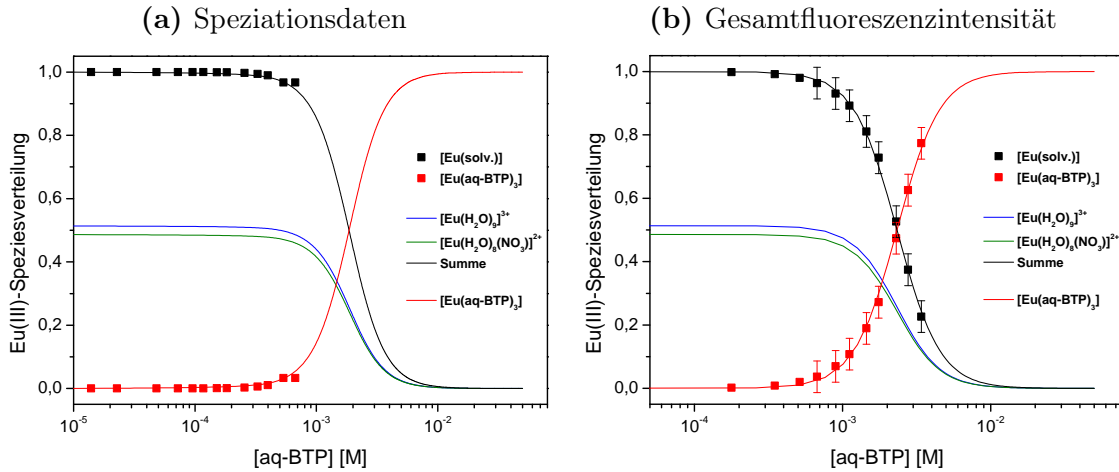 (a) Speziationsdaten
Eu(III)-Speziesverteilung
1,0
0,8
0,6
0,4
0,2
0,0
[Eu(solv.)]
[Eu(aq-BTP)₃]
[Eu(H₂O)₉]³⁺
[Eu(H₂O)₈(NO₃)]²⁺
Summe
[Eu(aq-BTP)₃]
10⁻⁵ 10⁻⁴ 10⁻³ 10⁻²
[aq-BTP] [M]
(b) Gesamtfluoreszenzintensität
Eu(III)-Speziesverteilung
1,0
0,8
0,6
0,4
0,2
0,0
[Eu(solv.)]
[Eu(aq-BTP)₃]
[Eu(H₂O)₉]³⁺
[Eu(H₂O)₈(NO₃)]²⁺
Summe
[Eu(aq-BTP)₃]
10⁻⁴ 10⁻³ 10⁻²
[aq-BTP] [M]